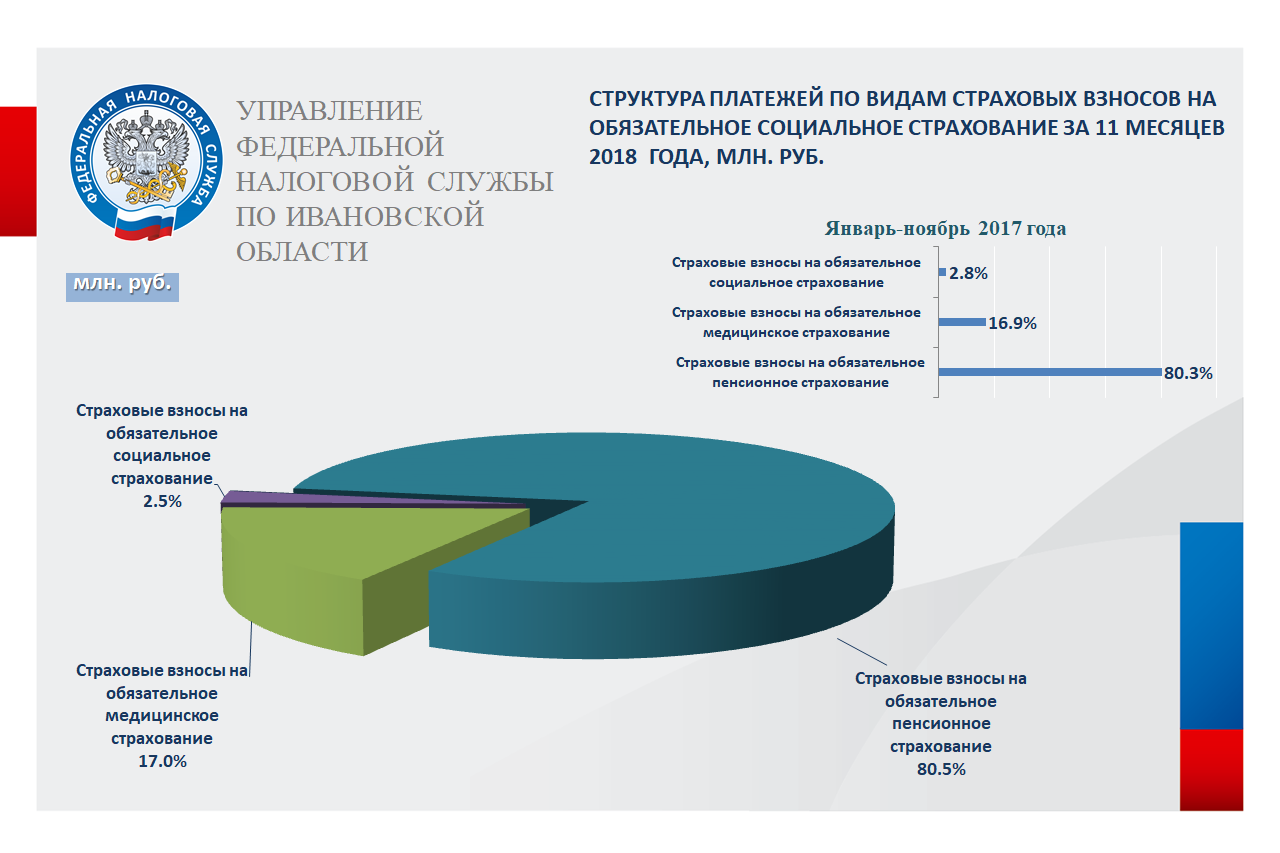 ФЕДЕРАЛЬНАЯ НАЛОГОВАЯ СЛУЖБА
УПРАВЛЕНИЕ
ФЕДЕРАЛЬНОЙ
НАЛОГОВОЙ СЛУЖБЫ
ПО ИВАНОВСКОЙ
ОБЛАСТИ
СТРУКТУРА ПЛАТЕЖЕЙ ПО ВИДАМ СТРАХОВЫХ ВЗНОСОВ НА
ОБЯЗАТЕЛЬНОЕ СОЦИАЛЬНОЕ СТРАХОВАНИЕ ЗА 11 МЕСЯЦЕВ
2018 ГОДА, МЛН. РУБ.
млн. руб.
Январь-ноябрь 2017 года
Страховые взносы на обязательное
социальное страхование
2.8%
Страховые взносы на обязательное
медицинское страхование
16.9%
Страховые взносы на обязательное
пенсионное страхование
80.3%
Страховые взносы на
обязательное
социальное
страхование
2.5%
Страховые взносы на
обязательное
медицинское
страхование
17.0%
Страховые взносы на
обязательное
пенсионное
страхование
80.5%